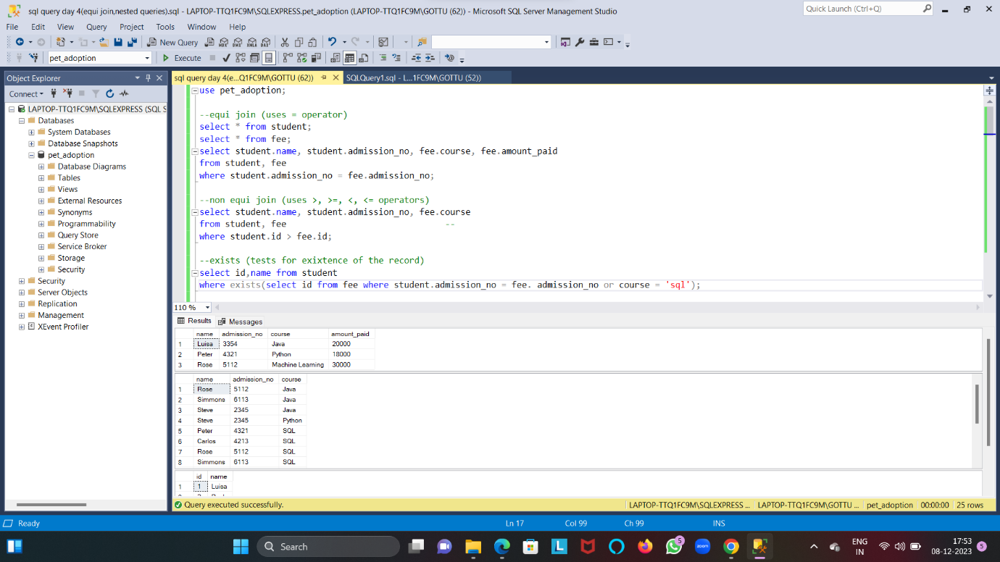 sql query day 4(equi join,nested queries).sql - LAPTOP-TTQ1FC9M\SQLEXPRESS.pet_adoption (LAPTOP-TTQ1FC9M\GOTTU (62)) - Microsoft SQL Server Management Studio
Quick Launch (Ctrl+Q)
File Edit View Query Project Tools Window Help
New Query
pet_adoption
Execute
Object Explorer
sql query day 4(e...Q1FC9M\GOTTU (62))
SQLQuery1.sql - L...1FC9M\GOTTU (52))
Connect
LAPTOP-TTQ1FC9M\SQLEXPRESS (SQL S
Databases
System Databases
Database Snapshots
pet_adoption
Database Diagrams
Tables
Views
External Resources
Synonyms
Programmability
Query Store
Service Broker
Storage
Security
Security
Server Objects
Replication
Management
XEvent Profiler
use pet_adoption;
--equi join (uses = operator)
select * from student;
select * from fee;
select student.name, student.admission_no, fee.course, fee.amount_paid
from student, fee
where student.admission_no = fee.admission_no;
--non equi join (uses >, >=, <, <= operators)
select student.name, student.admission_no, fee.course
from student, fee --
where student.id > fee.id;
--exists (tests for exixtence of the record)
select id,name from student
where exists(select id from fee where student.admission_no = fee. admission_no or course = 'sql');
110 %
Results Messages
name admission_no course amount_paid
1 Luisa 3354 Java 20000
2 Peter 4321 Python 18000
3 Rose 5112 Machine Learning 30000
name admission_no course
1 Rose 5112 Java
2 Simmons 6113 Java
3 Steve 2345 Java
4 Steve 2345 Python
5 Peter 4321 SQL
6 Carlos 4213 SQL
7 Rose 5112 SQL
8 Simmons 6113 SQL
id name
1 1 Luisa
Query executed successfully.
LAPTOP-TTQ1FC9M\SQLEXPRESS ... LAPTOP-TTQ1FC9M\GOTTU ... pet_adoption 00:00:00 25 rows
Ready Ln 17 Col 99 Ch 99 INS
Search
zoom
5
ENG
IN
17:53
08-12-2023
5